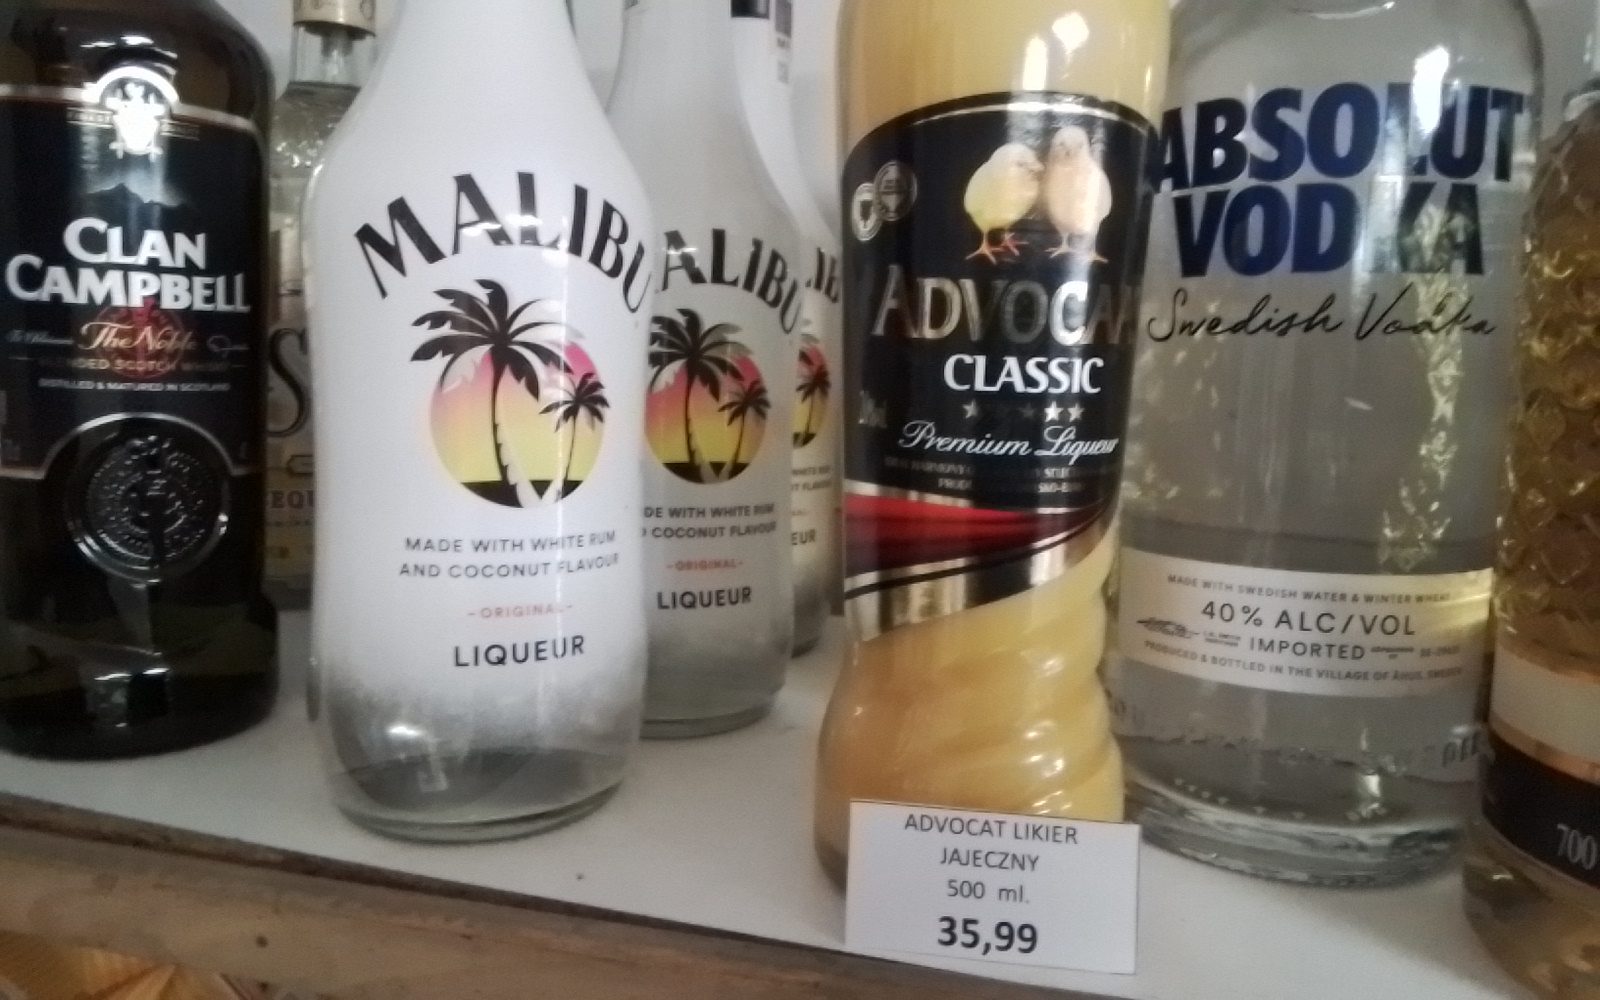 CLAN
CAMPBELL
The Noble
BLENDED SCOTCH WHISKY
DISTILLED & MATURED IN SCOTLAND
MALIBU
MADE WITH WHITE RUM
AND COCONUT FLAVOUR
-ORIGINAL-
LIQUEUR
ALIBU
DE WITH WHITE RUM
COCONUT FLAVOUR
-ORIGINAL-
LIQUEUR
EUR
ADVOCA
CLASSIC
Premium Liqueur
ADVOCAT LIKIER
JAJECZNY
500 ml.
35,99
ABSOLUT
VODKA
Swedish Vodka
MADE WITH SWEDISH WATER & WINTER WHEAT
40% ALC/VOL
IMPORTED
PRODUCED & BOTTLED IN THE VILLAGE OF ÅHUS, SWEDEN
700